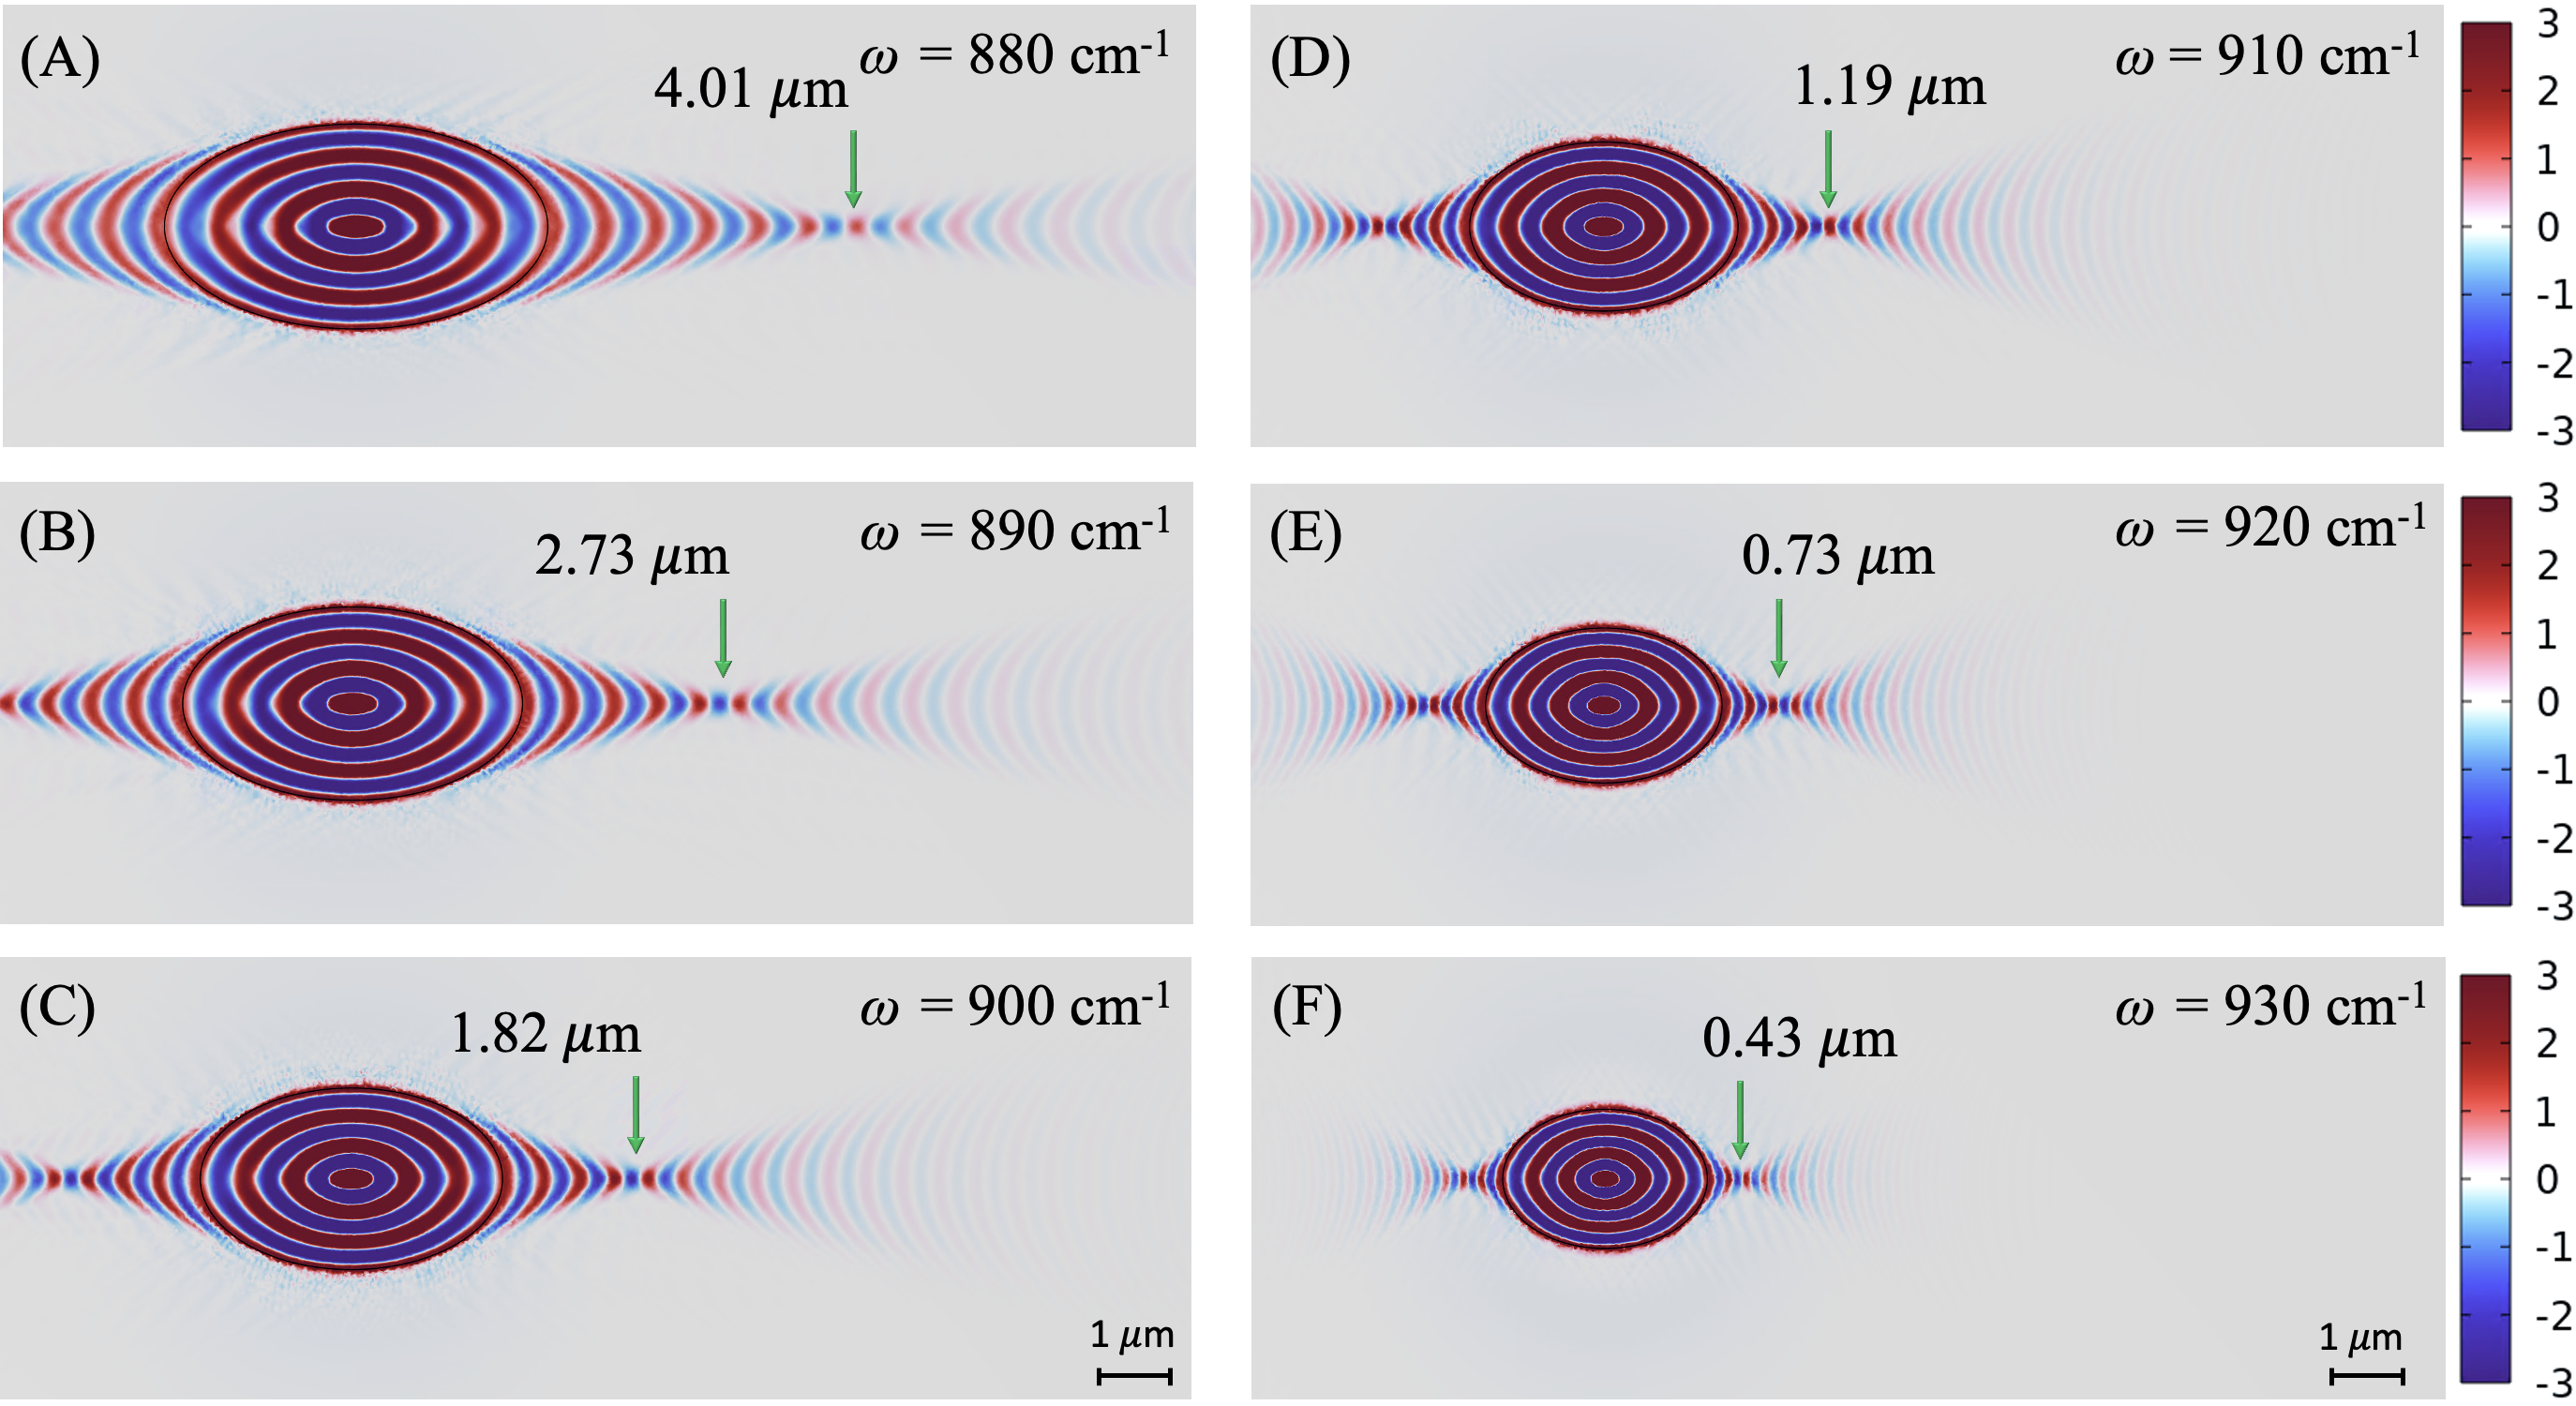 (A)
ω = 880 cm⁻¹
4.01 μm
(B)
ω = 890 cm⁻¹
2.73 μm
(C)
ω = 900 cm⁻¹
1.82 μm
1 μm
(D)
ω = 910 cm⁻¹
1.19 μm
3
2
1
0
-1
-2
-3
(E)
ω = 920 cm⁻¹
0.73 μm
3
2
1
0
-1
-2
-3
(F)
ω = 930 cm⁻¹
0.43 μm
1 μm
3
2
1
0
-1
-2
-3